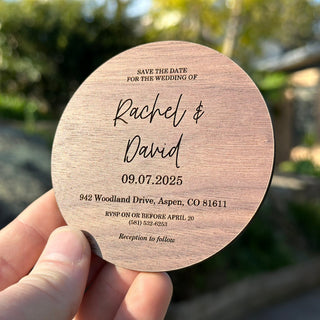 SAVE THE DATE
FOR THE WEDDING OF
Rachel &
David
09.07.2025
942 Woodland Drive, Aspen, CO 81611
RVSP ON OR BEFORE APRIL 20
(581) 532-6253
Reception to follow